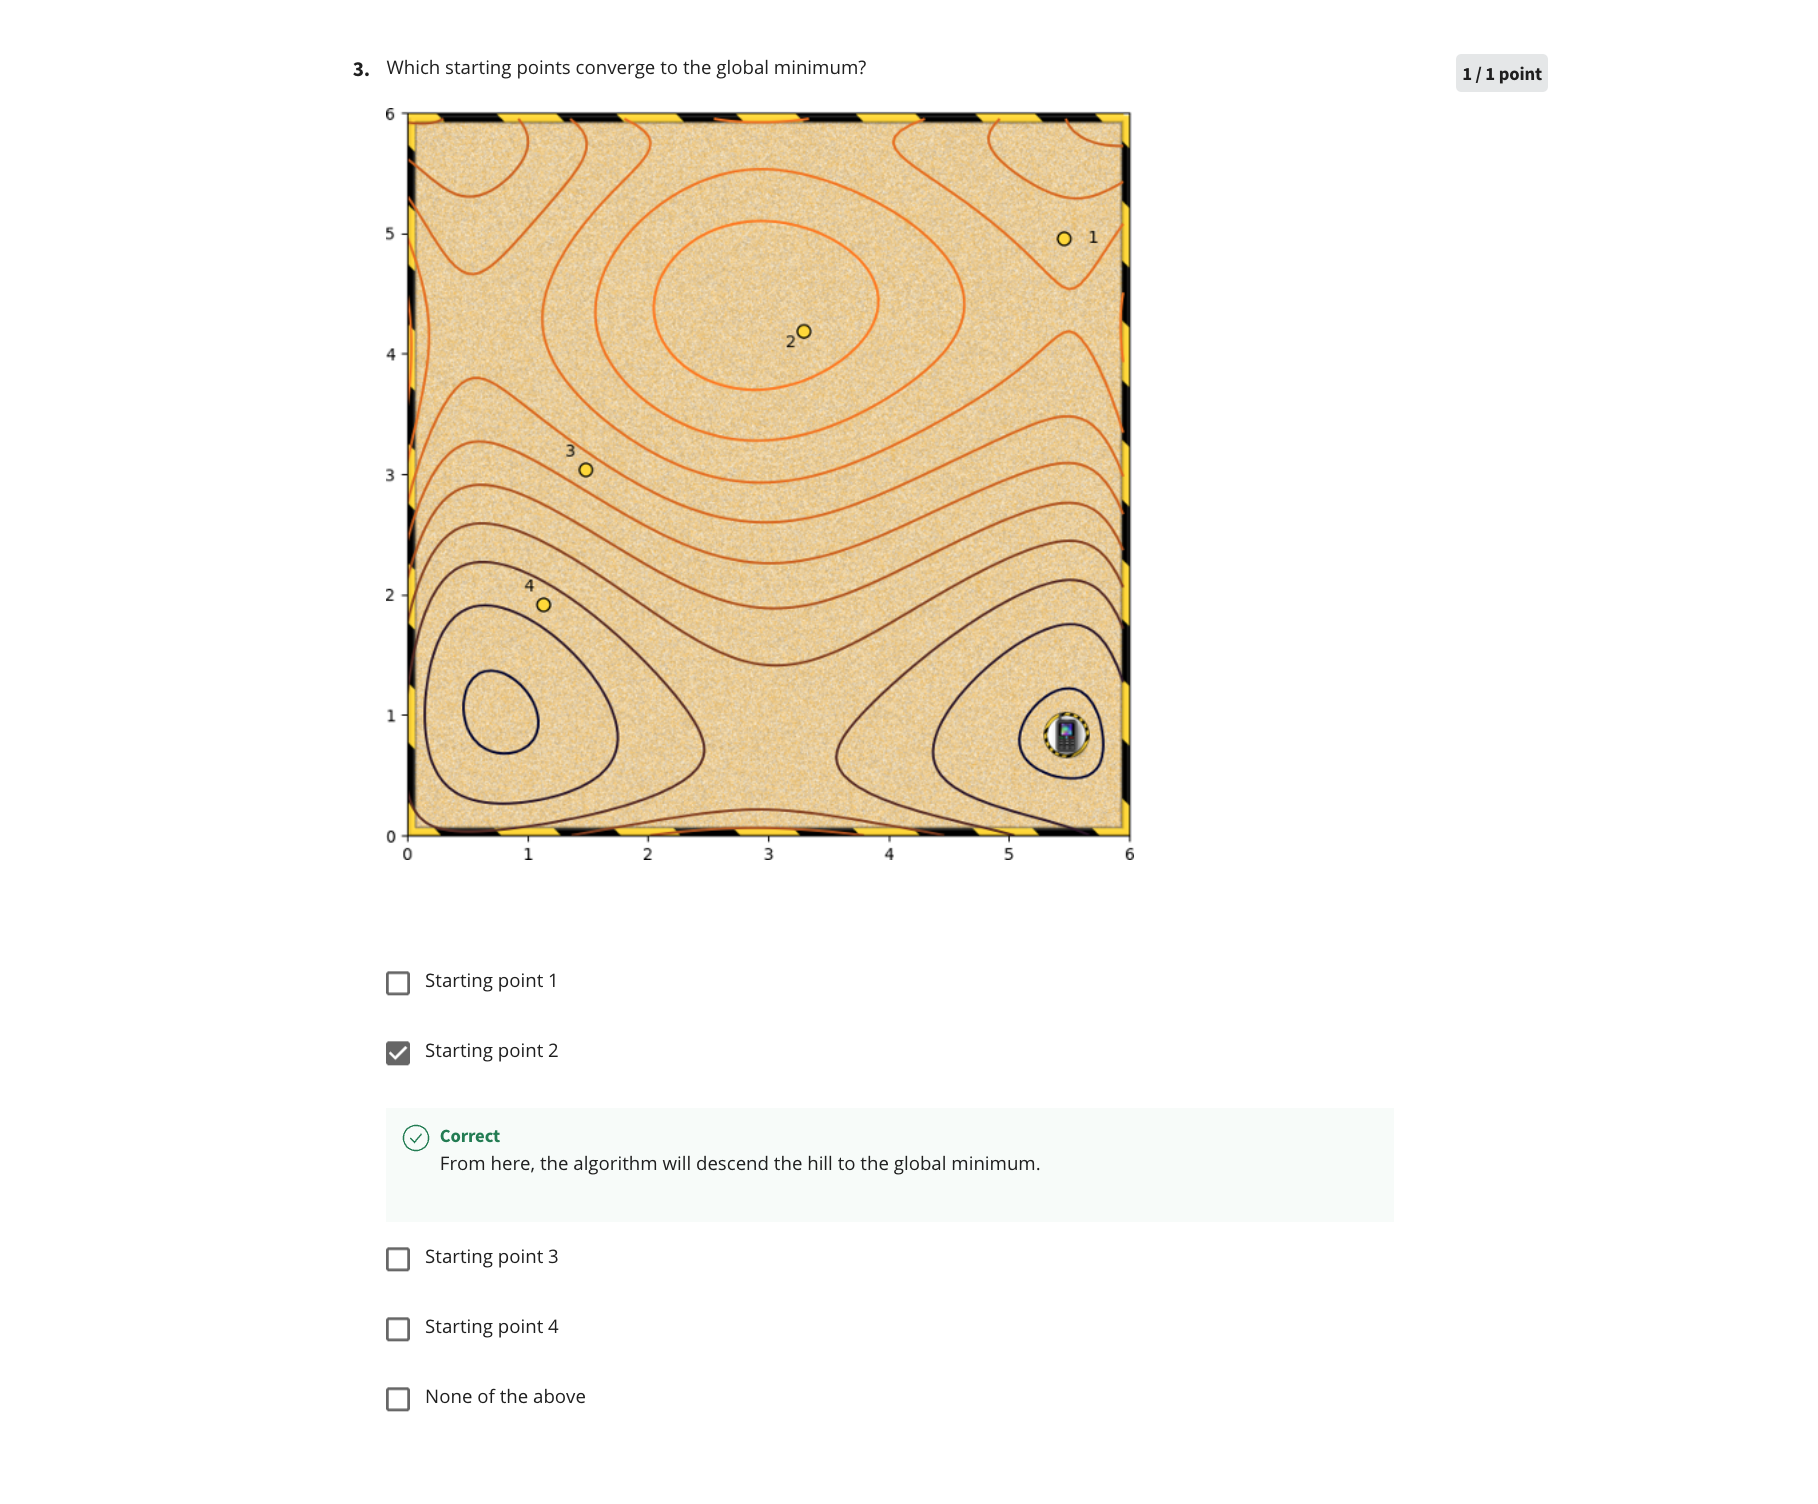 3. Which starting points converge to the global minimum?
1 / 1 point
6
5
1
4
2
3
3
4
2
1
0
0 1 2 3 4 5 6
Starting point 1
Starting point 2
Correct
From here, the algorithm will descend the hill to the global minimum.
Starting point 3
Starting point 4
None of the above